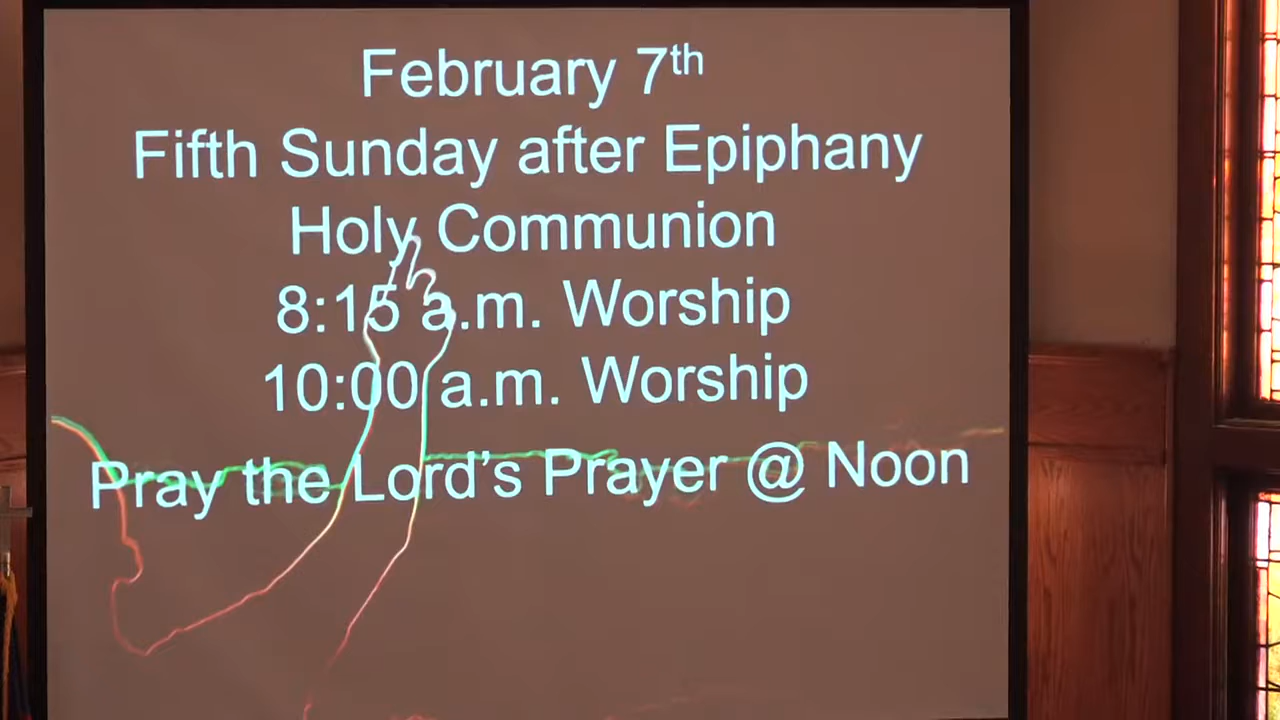 February 7th
Fifth Sunday after Epiphany
Holy Communion
8:15 a.m. Worship
10:00 a.m. Worship
Pray the Lord's Prayer @ Noon